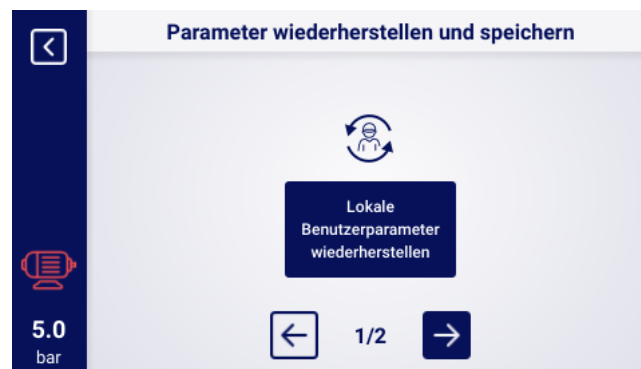 Parameter wiederherstellen und speichern
Lokale
Benutzerparameter
wiederherstellen
5.0
bar
1/2